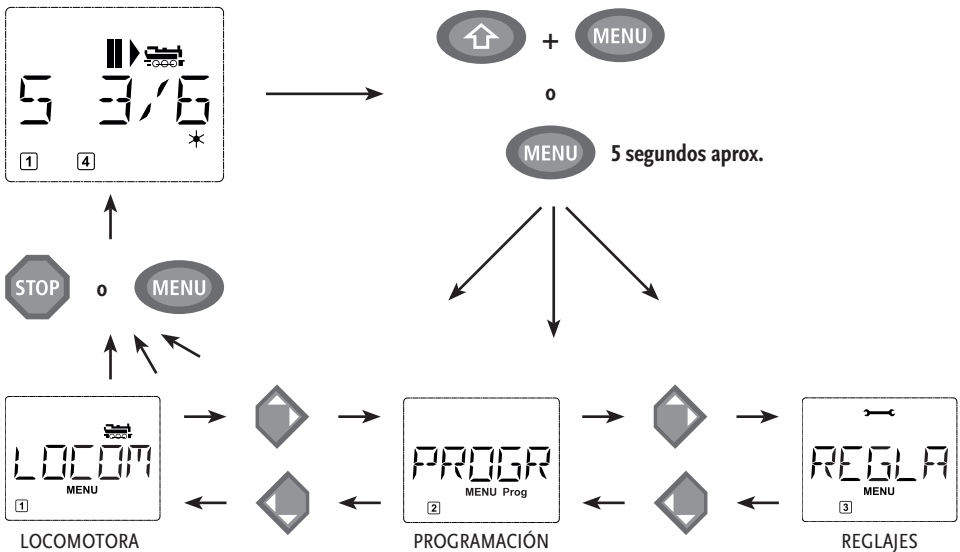 MENU
+
o
S 3/6
1 4
MENU
5 segundos aprox.
STOP
o
MENU
LOCOM
MENU
1
PROGR
MENU Prog
2
REGLA
MENU
3
LOCOMOTORA
PROGRAMACIÓN
REGLAJES